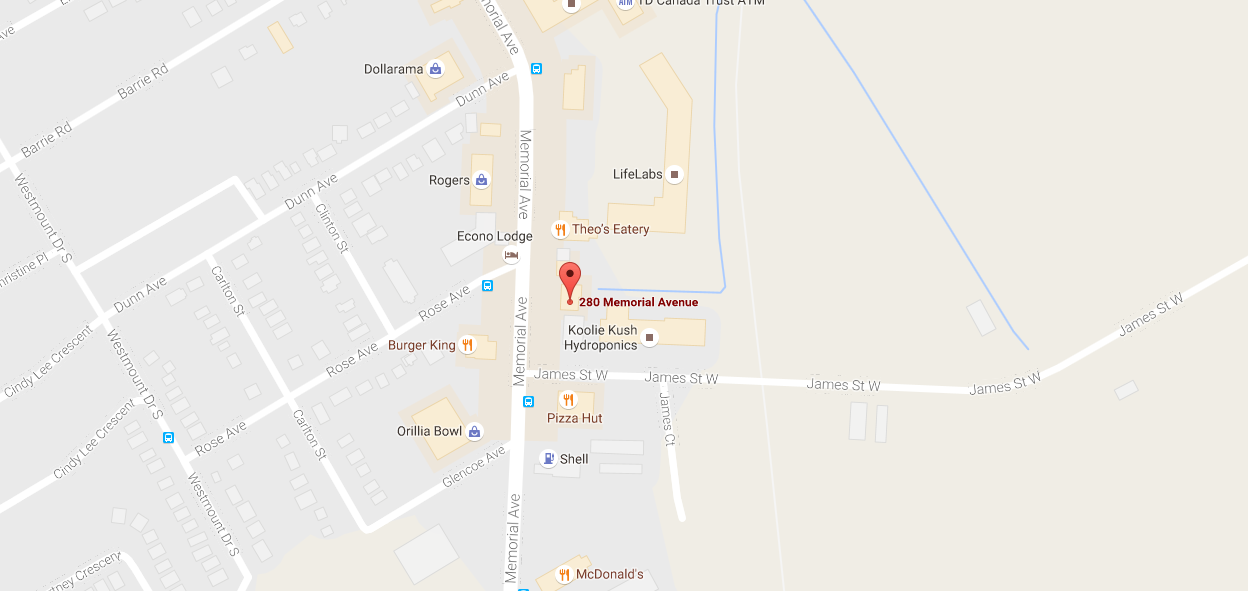 TD Canada Trust ATM
ATM
Memorial Ave
Dollarama
Barrie Rd
Dunn Ave
Barrie Rd
Memorial Ave
LifeLabs
Rogers
Dunn Ave
Westmount Dr S
Clinton St
Theo's Eatery
Econo Lodge
Christine Pl
Carlton St
Dunn Ave
Rose Ave
280 Memorial Avenue
James St W
Memorial Ave
Koolie Kush
Hydroponics
Burger King
Rose Ave
Cindy Lee Crescent
Westmount Dr S
James St W
James St W
James St W
James St W
Pizza Hut
James Ct
Orillia Bowl
Carlton St
Rose Ave
Cindy Lee Crescent
Glencoe Ave
Shell
Westmount Dr S
Memorial Ave
McDonald's